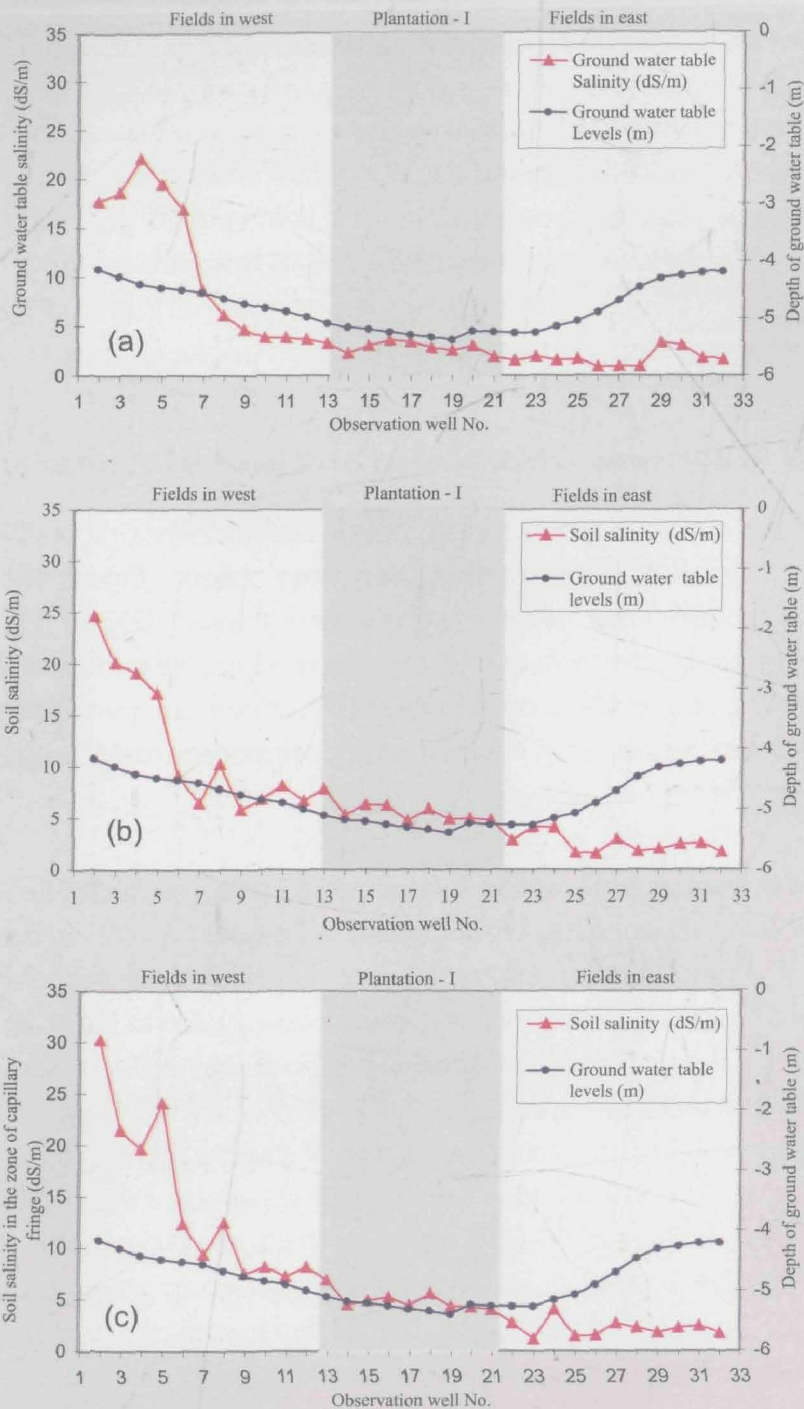 Fields in west Plantation - I Fields in east
35
30
25
20
15
10
5
0
Ground water table salinity (dS/m)
Ground water table
Salinity (dS/m)
Ground water table
Levels (m)
0
-1
-2
-3
-4
-5
-6
Depth of ground water table (m)
(a)
1 3 5 7 9 11 13 15 17 19 21 23 25 27 29 31 33
Observation well No.
Fields in west Plantation - I Fields in east
35
30
25
20
15
10
5
0
Soil salinity (dS/m)
Soil salinity (dS/m)
Ground water table
levels (m)
0
-1
-2
-3
-4
-5
-6
Depth of ground water table (m)
(b)
1 3 5 7 9 11 13 15 17 19 21 23 25 27 29 31 33
Observation well No.
Fields in west Plantation - I Fields in east
35
30
25
20
15
10
5
0
Soil salinity in the zone of capillary
fringe (dS/m)
Soil salinity (dS/m)
Ground water table
levels (m)
0
-1
-2
-3
-4
-5
-6
Depth of ground water table (m)
(c)
1 3 5 7 9 11 13 15 17 19 21 23 25 27 29 31 33
Observation well No.